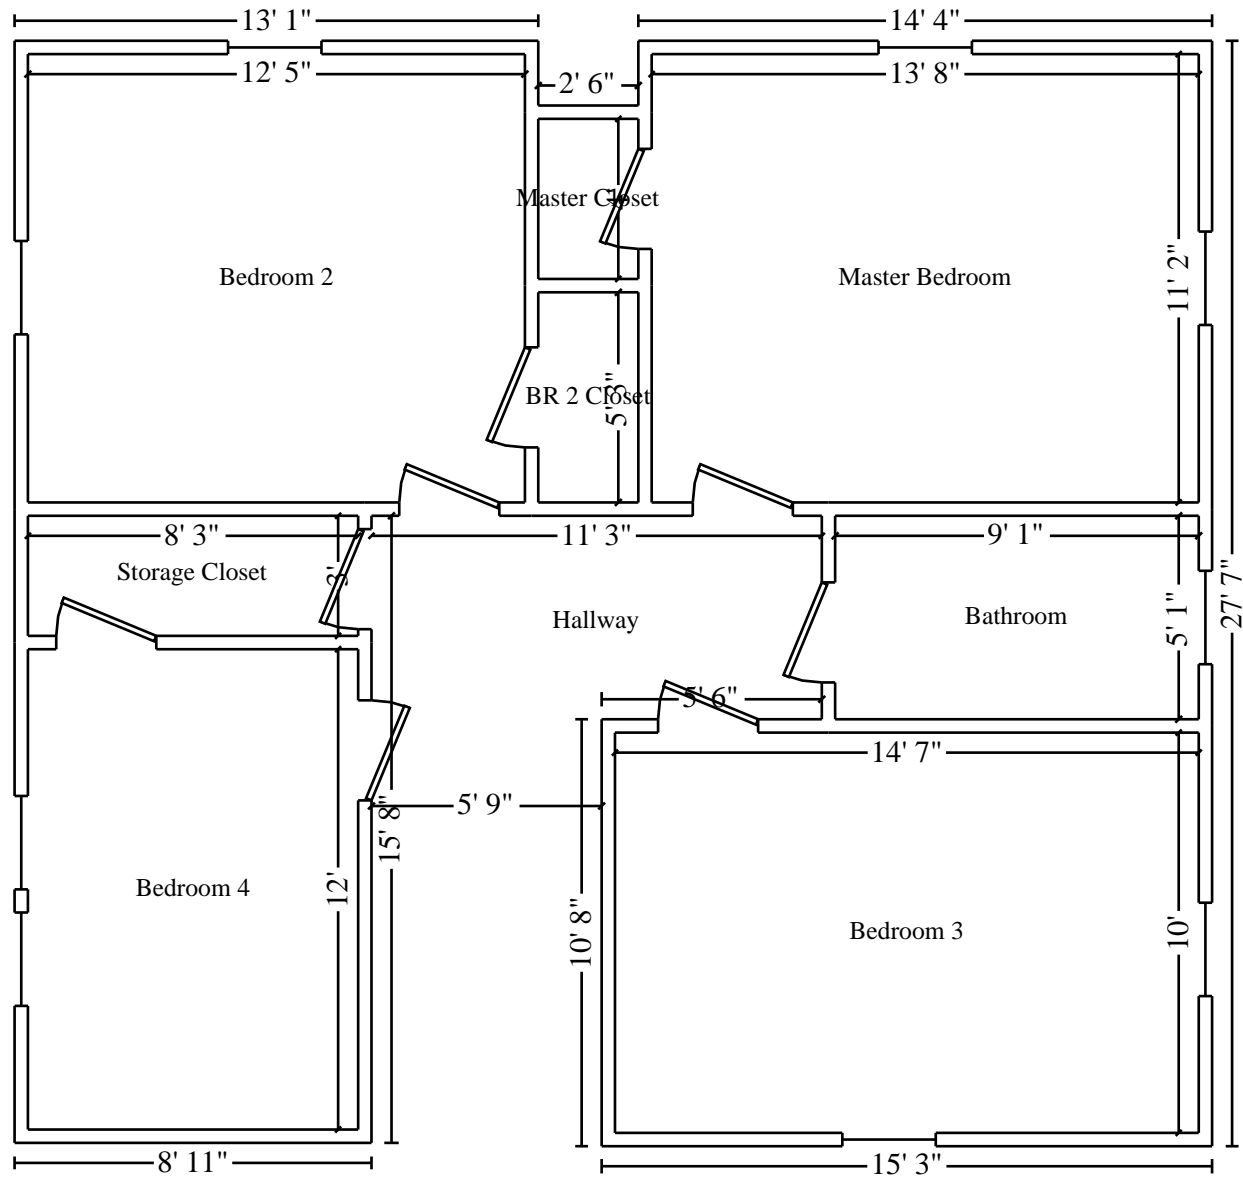 13' 1"
14' 4"
12' 5"
2' 6"
13' 8"
Master Closet
Bedroom 2
Master Bedroom
11' 2"
BR 2 Closet
5' 3"
8' 3"
11' 3"
9' 1"
Storage Closet
3'
Hallway
Bathroom
5' 1"
27' 7"
5' 6"
14' 7"
5' 9"
15' 8"
Bedroom 4
12'
10' 8"
Bedroom 3
10'
8' 11"
15' 3"